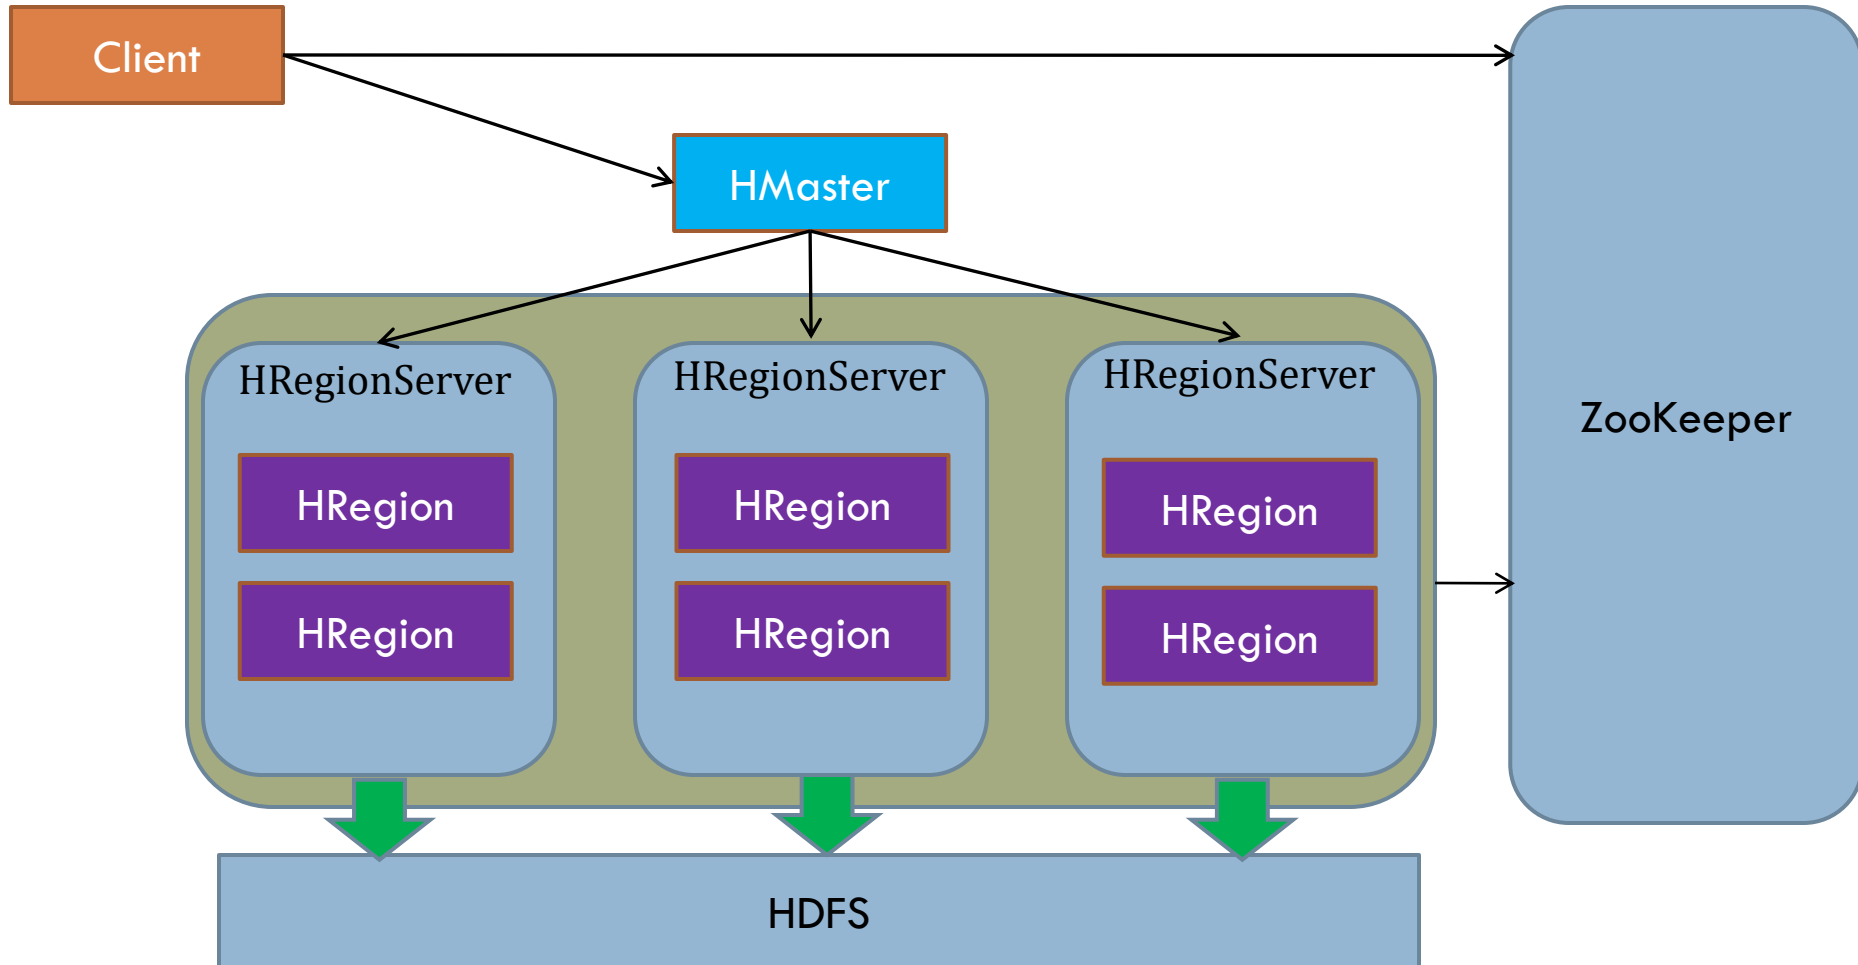 Client
HMaster
HRegionServer
HRegionServer
HRegionServer
ZooKeeper
HRegion
HRegion
HRegion
HRegion
HRegion
HRegion
HDFS